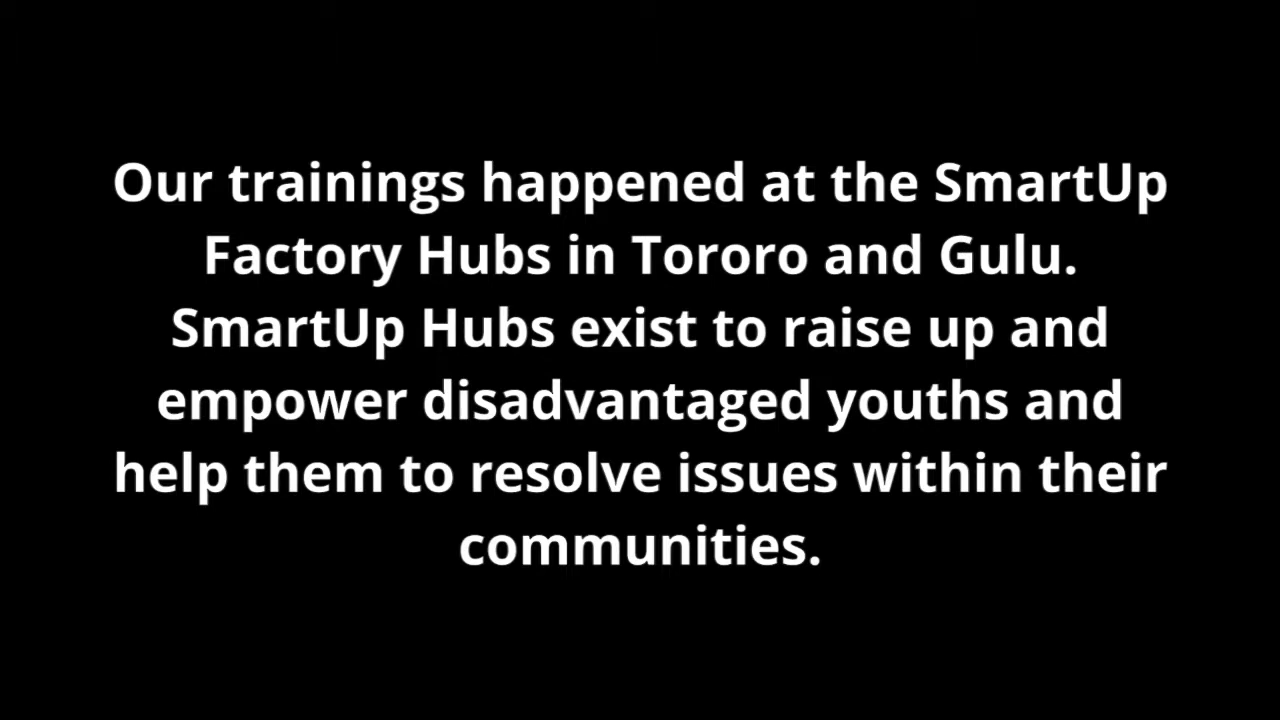 Our trainings happened at the SmartUp
Factory Hubs in Tororo and Gulu.
SmartUp Hubs exist to raise up and
empower disadvantaged youths and
help them to resolve issues within their
communities.